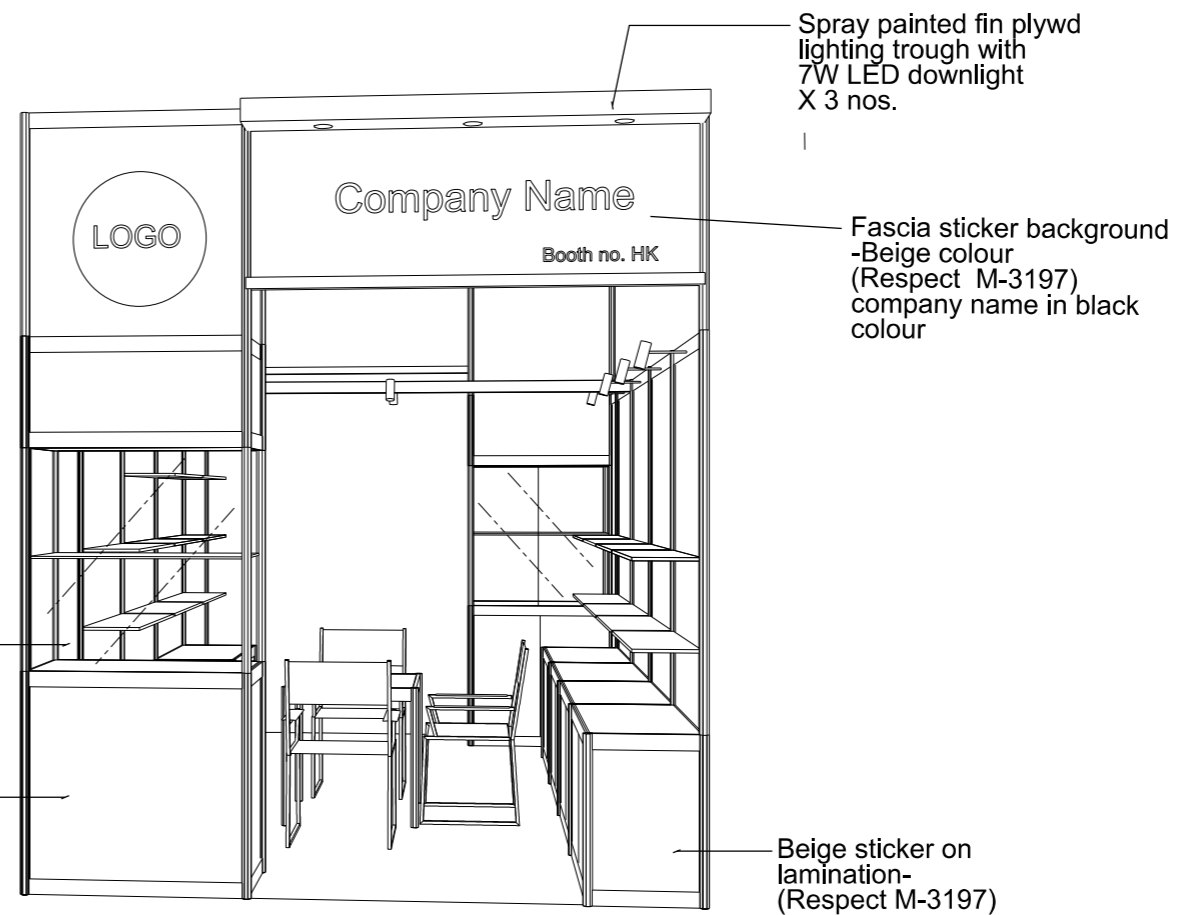 Spray painted fin plywd
lighting trough with
7W LED downlight
X 3 nos.
Company Name
LOGO
Booth no. HK
Fascia sticker background
-Beige colour
(Respect  M-3197)
company name in black
colour
Beige sticker on
lamination-
(Respect M-3197)